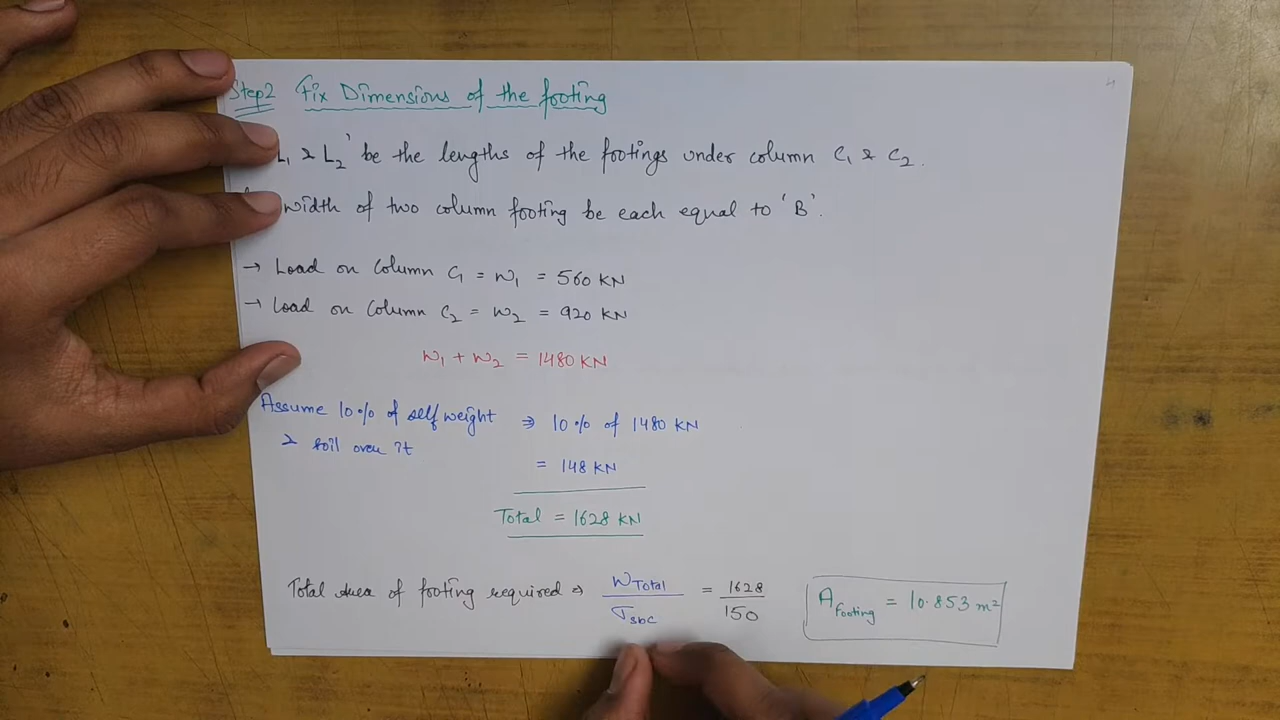 Step2 Fix Dimensions of the footing
L₁ & L₂' be the lengths of the footings under column C₁ & C₂.
width of two column footing be each equal to 'B'.
→ Load on Column C₁ = W₁ = 560 KN
→ Load on Column C₂ = W₂ = 920 KN
W₁ + W₂ = 1480 KN
Assume 10% of self weight ⇒ 10% of 1480 KN
& soil over it
= 148 KN
Total = 1628 KN
Total area of footing required ⇒ W_Total / σ_sbc = 1628 / 150
A_footing = 10.853 m²